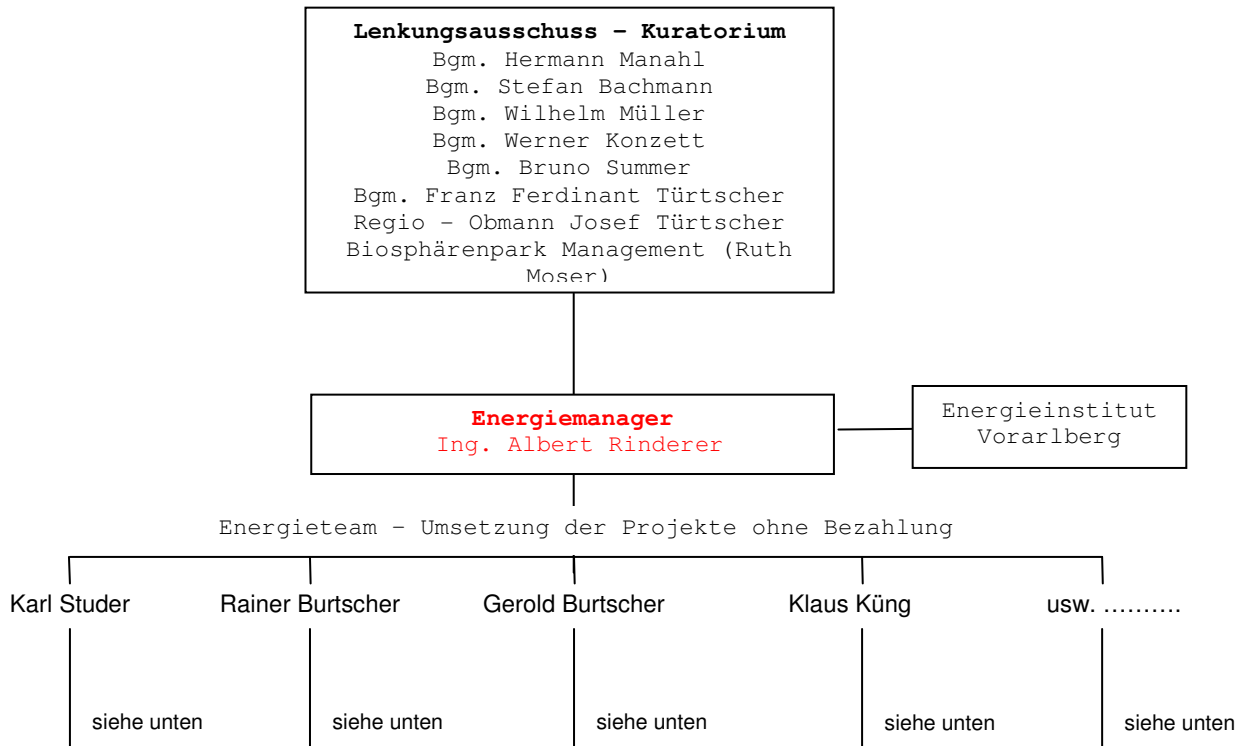 Lenkungsausschuss – Kuratorium
Bgm. Hermann Manahl
Bgm. Stefan Bachmann
Bgm. Wilhelm Müller
Bgm. Werner Konzett
Bgm. Bruno Summer
Bgm. Franz Ferdinant Türtscher
Regio – Obmann Josef Türtscher
Biosphärenpark Management (Ruth
Moser)
Energiemanager
Ing. Albert Rinderer
Energieinstitut
Vorarlberg
Energieteam – Umsetzung der Projekte ohne Bezahlung
Karl Studer Rainer Burtscher Gerold Burtscher Klaus Küng usw. ……….
siehe unten siehe unten siehe unten siehe unten siehe unten